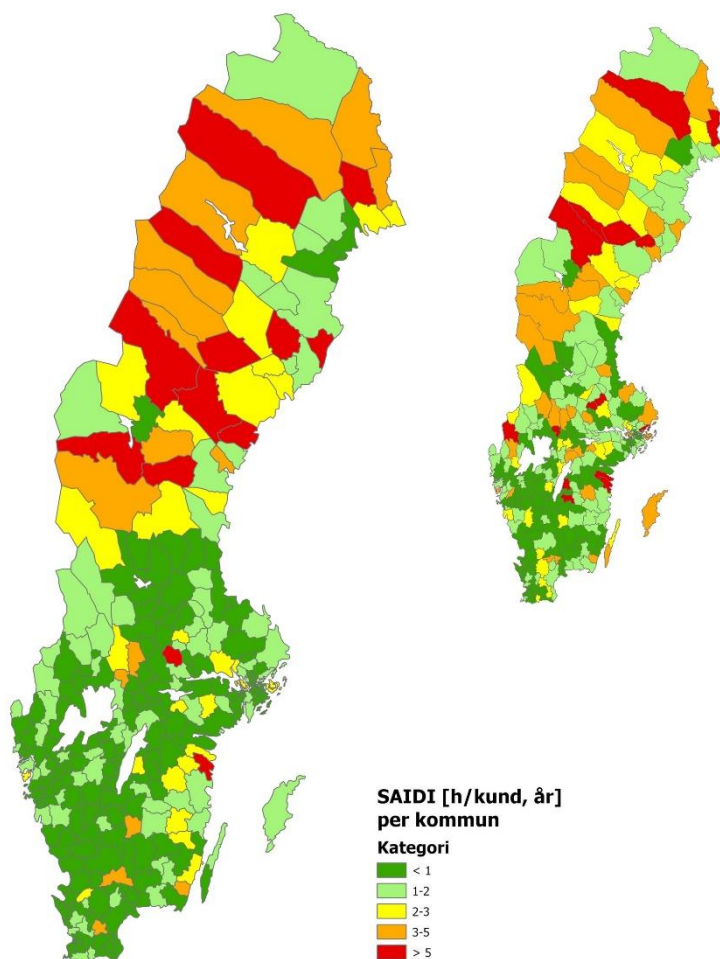 SAIDI [h/kund, år]
per kommun
Kategori
< 1
1-2
2-3
3-5
> 5